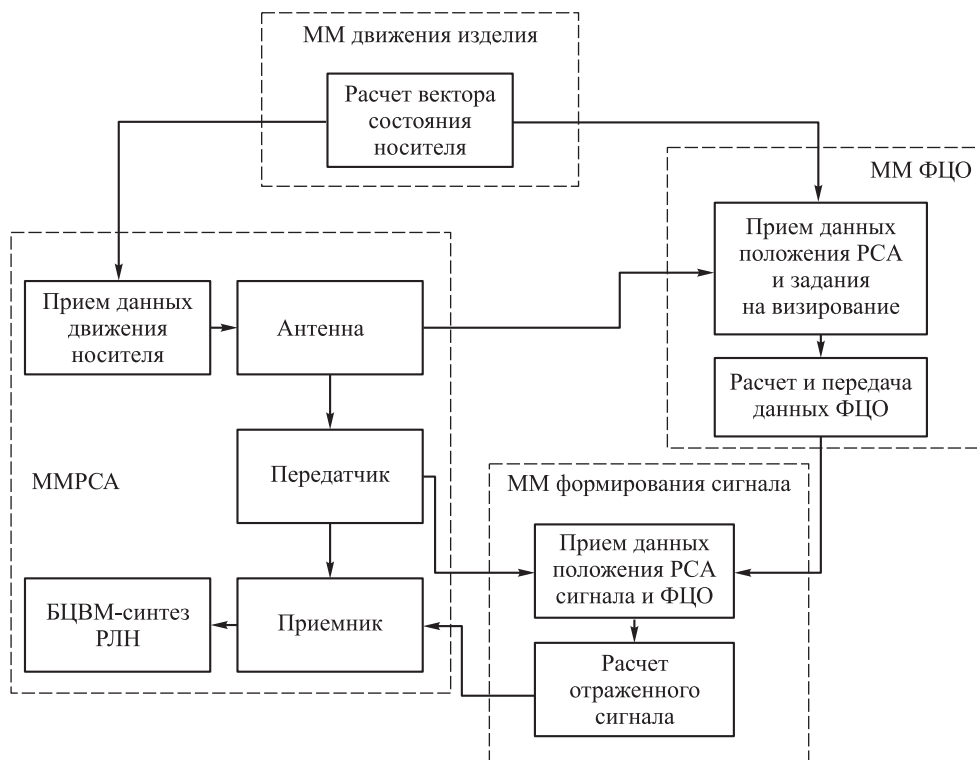 ММ движения изделия
Расчет вектора
состояния
носителя
ММ ФЦО
Прием данных
положения РСА
и задания
на визирование
Расчет и передача
данных ФЦО
Прием данных
движения
носителя
Антенна
ММРСА
Передатчик
БЦВМ-синтез
РЛН
Приемник
ММ формирования сигнала
Прием данных
положения РСА
сигнала и ФЦО
Расчет
отраженного
сигнала